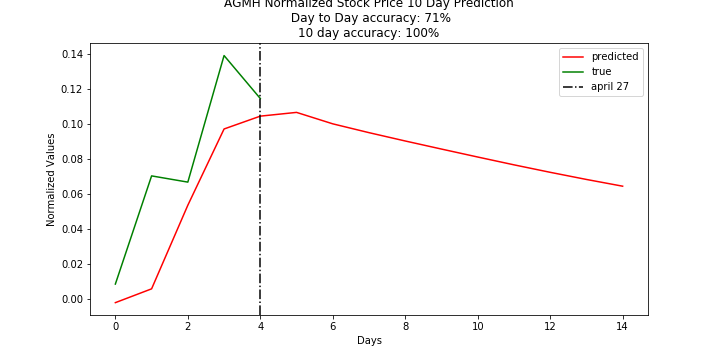 AGMH Normalized Stock Price 10 Day Prediction
Day to Day accuracy: 71%
10 day accuracy: 100%
0.14
0.12
0.10
0.08
0.06
0.04
0.02
0.00
Normalized Values
predicted
true
april 27
0 2 4 6 8 10 12 14
Days